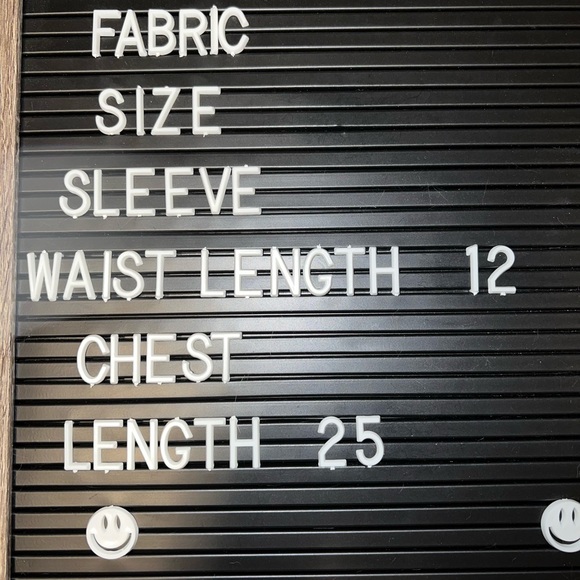 FABRIC
SIZE
SLEEVE
WAIST LENGTH 12
CHEST
LENGTH 25